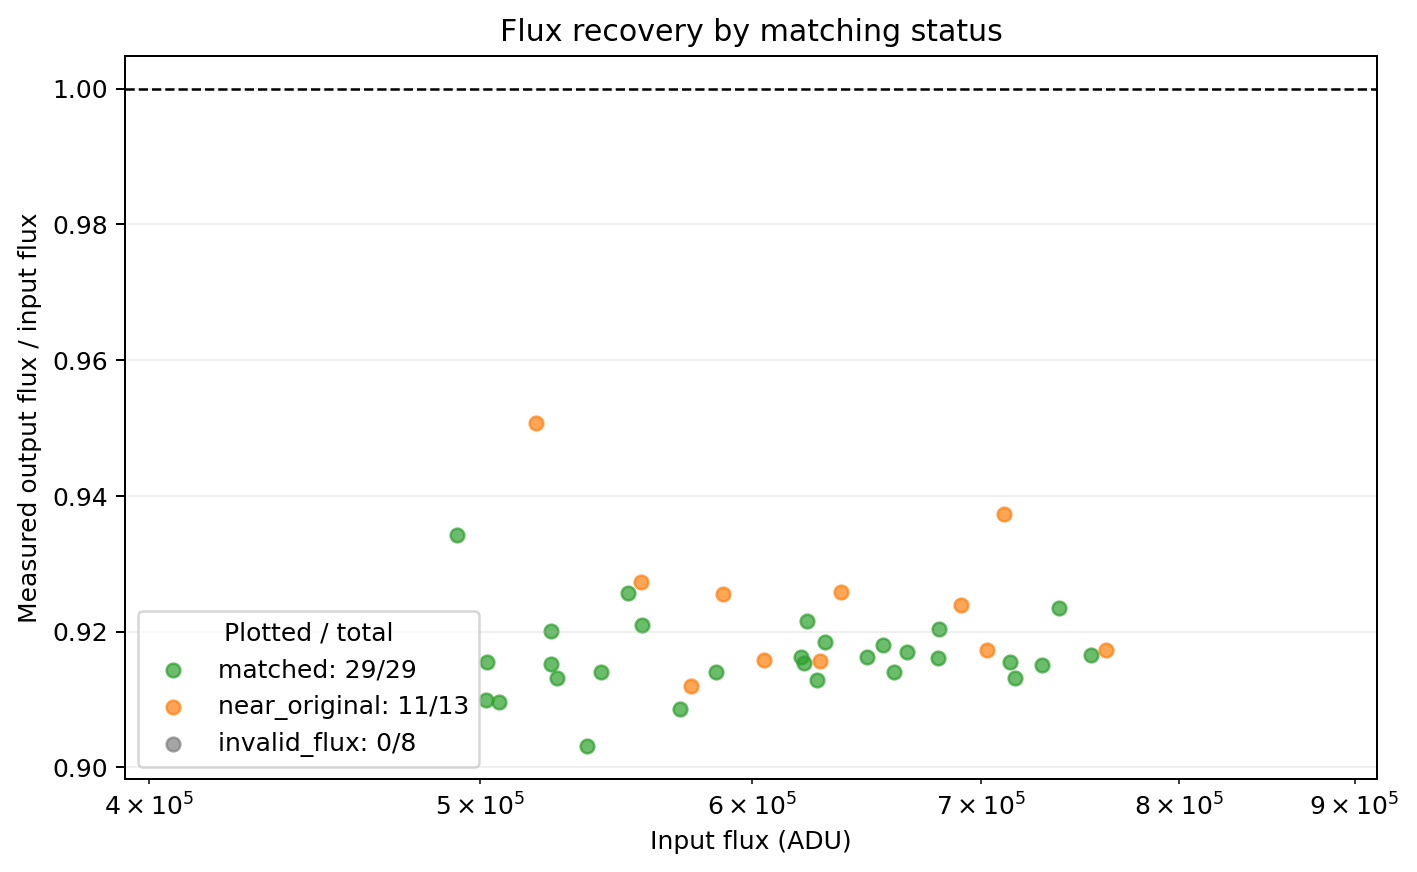 Flux recovery by matching status
1.00
0.98
0.96
0.94
0.92
0.90
Measured output flux / input flux
Plotted / total
matched: 29/29
near_original: 11/13
invalid_flux: 0/8
4 × 10⁵
5 × 10⁵
6 × 10⁵
7 × 10⁵
8 × 10⁵
9 × 10⁵
Input flux (ADU)